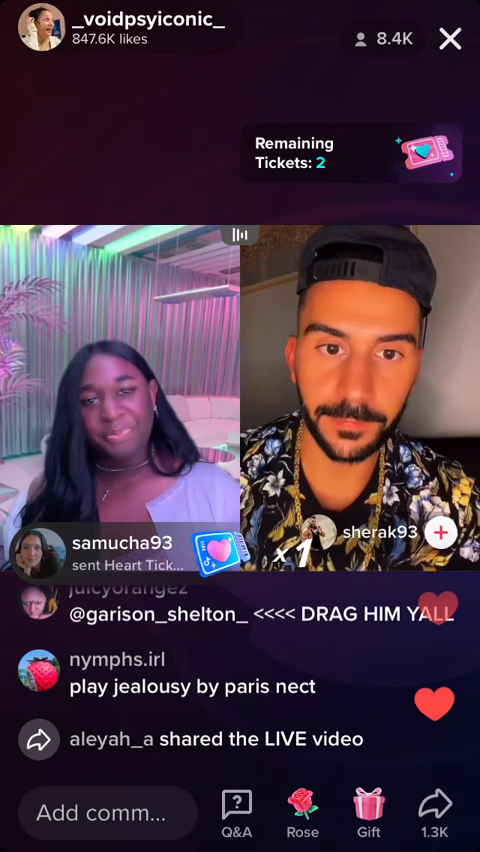 _voidpsyiconic_
847.6K likes
8.4K
Remaining
Tickets: 2
samucha93
sent Heart Tick...
x1
sherak93
juicyorangez
@garison_shelton_ <<<< DRAG HIM YALL
nymphs.irl
play jealousy by paris nect
aleyah_a shared the LIVE video
Add comm...
Q&A
Rose
Gift
1.3K